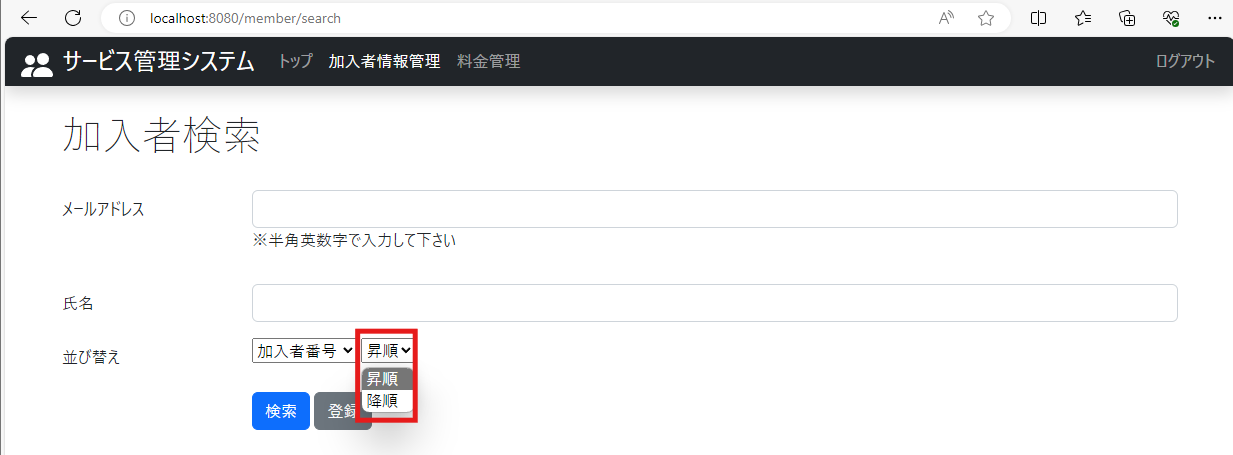 localhost:8080/member/search
サービス管理システム トップ 加入者情報管理 料金管理 ログアウト
加入者検索
メールアドレス
※半角英数字で入力して下さい
氏名
並び替え 加入者番号 昇順
昇順
降順
検索 登録